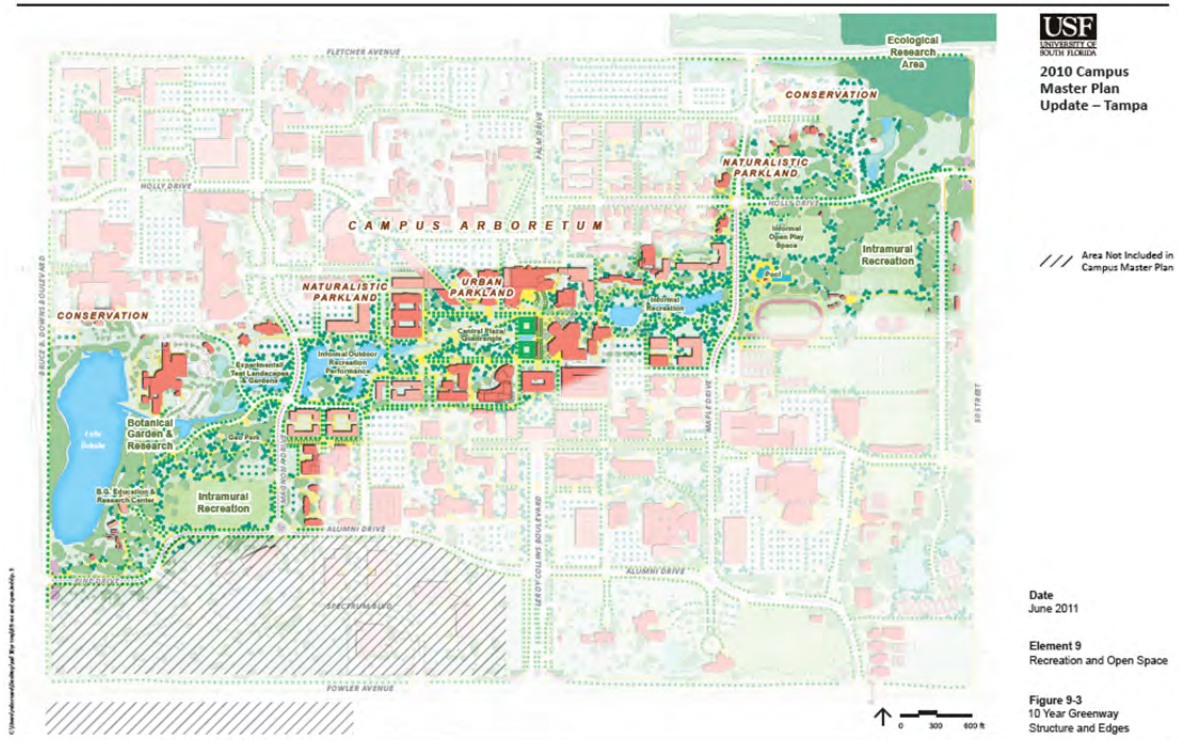 USF
UNIVERSITY OF
SOUTH FLORIDA
2010 Campus
Master Plan
Update – Tampa
Area Not Included in
Campus Master Plan
Date
June 2011
Element 9
Recreation and Open Space
Figure 9-3
10 Year Greenway
Structure and Edges
FLETCHER AVENUE
Ecological
Research
Area
CONSERVATION
PALM DRIVE
NATURALISTIC
PARKLAND
HOLLY DRIVE
HOLLY DRIVE
CAMPUS ARBORETUM
Informal
Open Play
Space
Intramural
Recreation
Pool
BRUCE B. DOWNS BOULEVARD
NATURALISTIC
PARKLAND
URBAN
PARKLAND
Informal
Recreation
CONSERVATION
Central Plaza/
Quadrangle
Informal Outdoor
Recreation
Performance
Experimental
Test Landscapes
& Gardens
MAPLE DRIVE
50 STREET
Botanical
Garden &
Research
Lake
Behnke
Geo Park
MAGNOLIA DRIVE
B.G. Education &
Research Center
Intramural
Recreation
ALUMNI DRIVE
LEROY COLLINS BOULEVARD
ALUMNI DRIVE
SPECTRUM BLVD
FOWLER AVENUE
0 300 600 ft